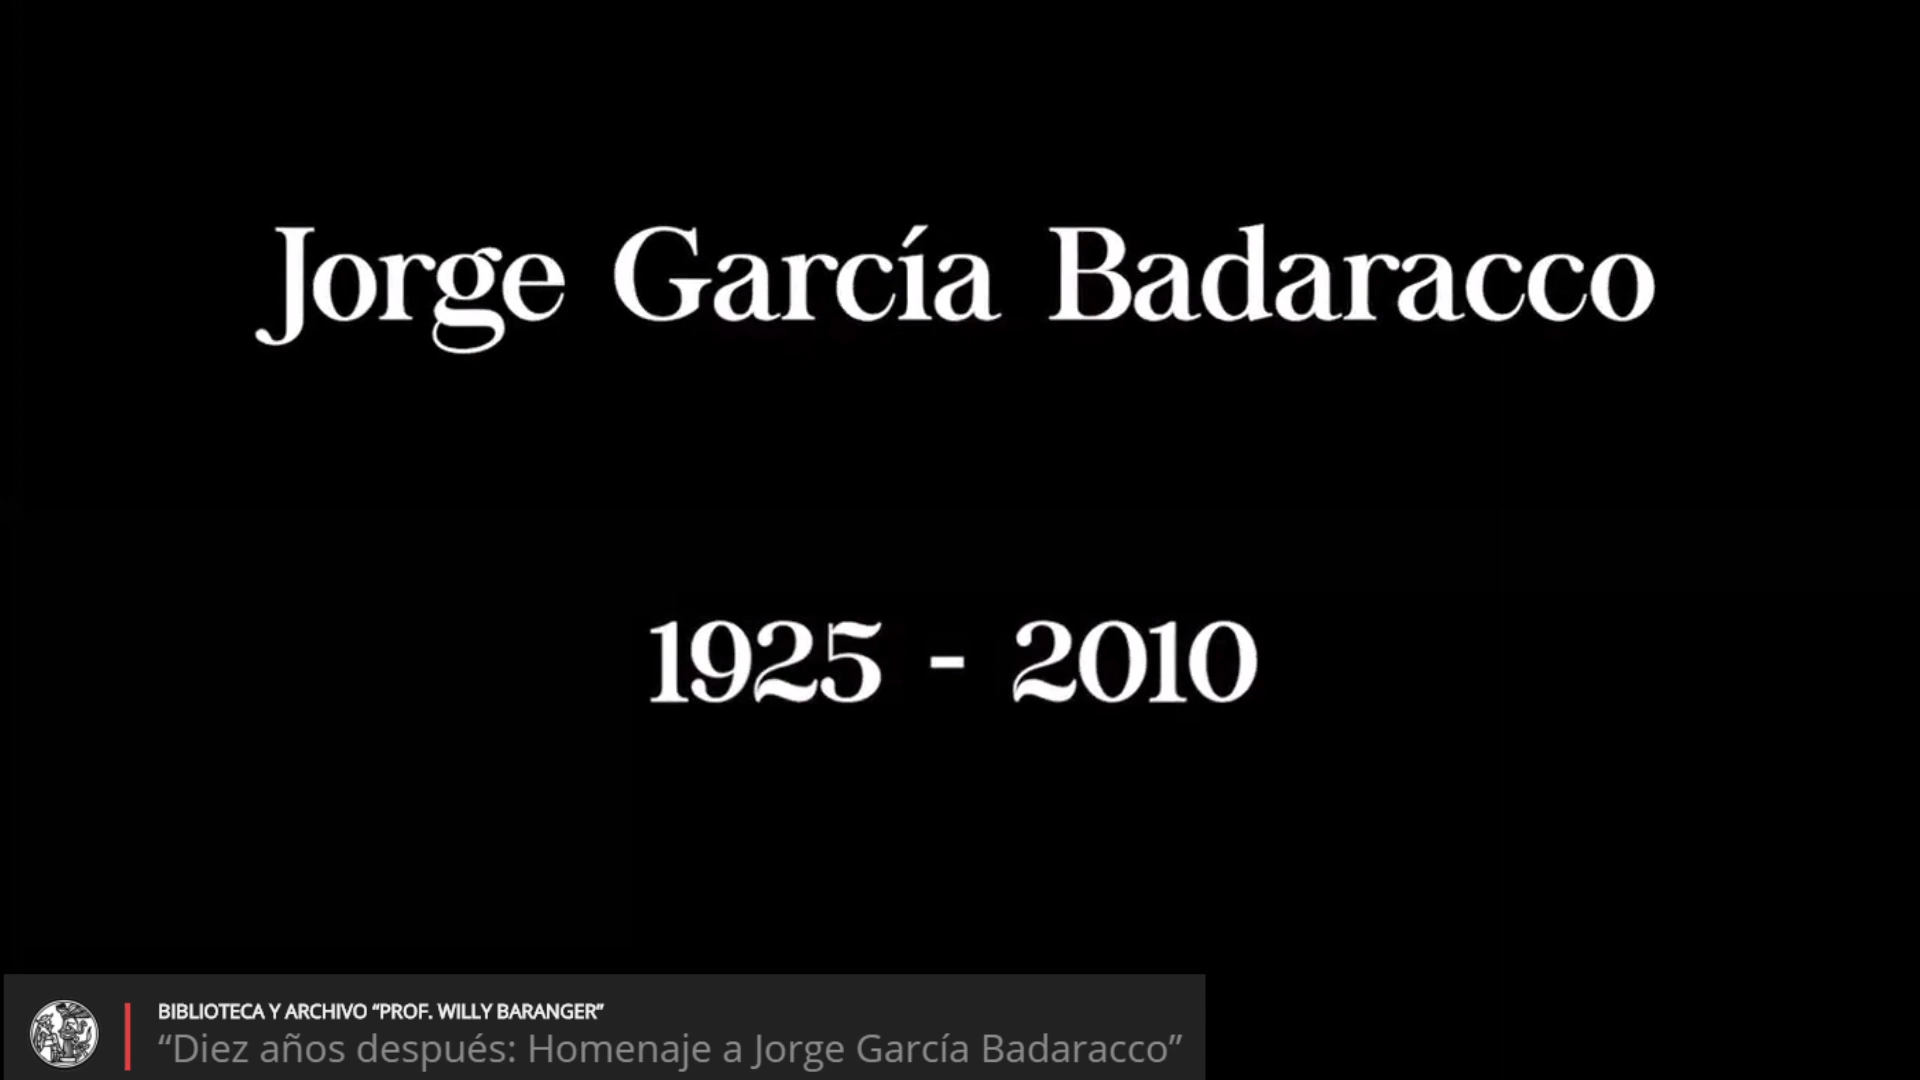 Jorge García Badaracco
1925 - 2010
BIBLIOTECA Y ARCHIVO “PROF. WILLY BARANGER”
“Diez años después: Homenaje a Jorge García Badaracco”